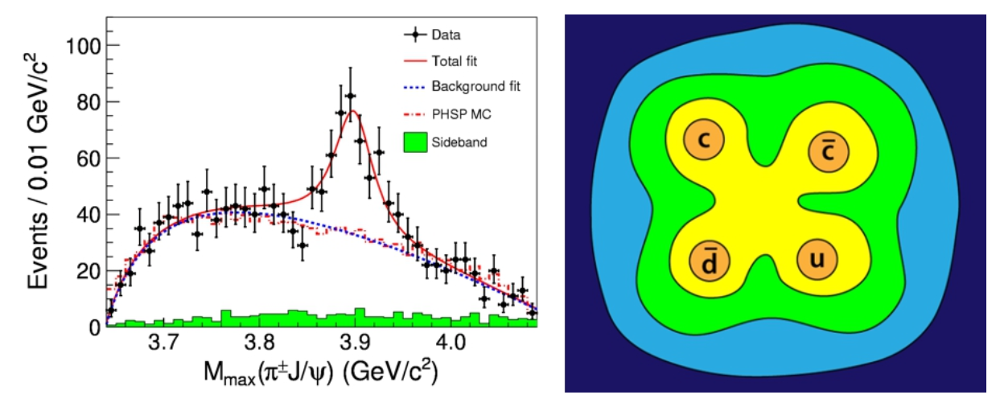 Events / 0.01 GeV/c²
100
80
60
40
20
0
Data
Total fit
Background fit
PHSP MC
Sideband
3.7 3.8 3.9 4.0
M_max(π±J/ψ) (GeV/c²)
c c̄
d̄ u